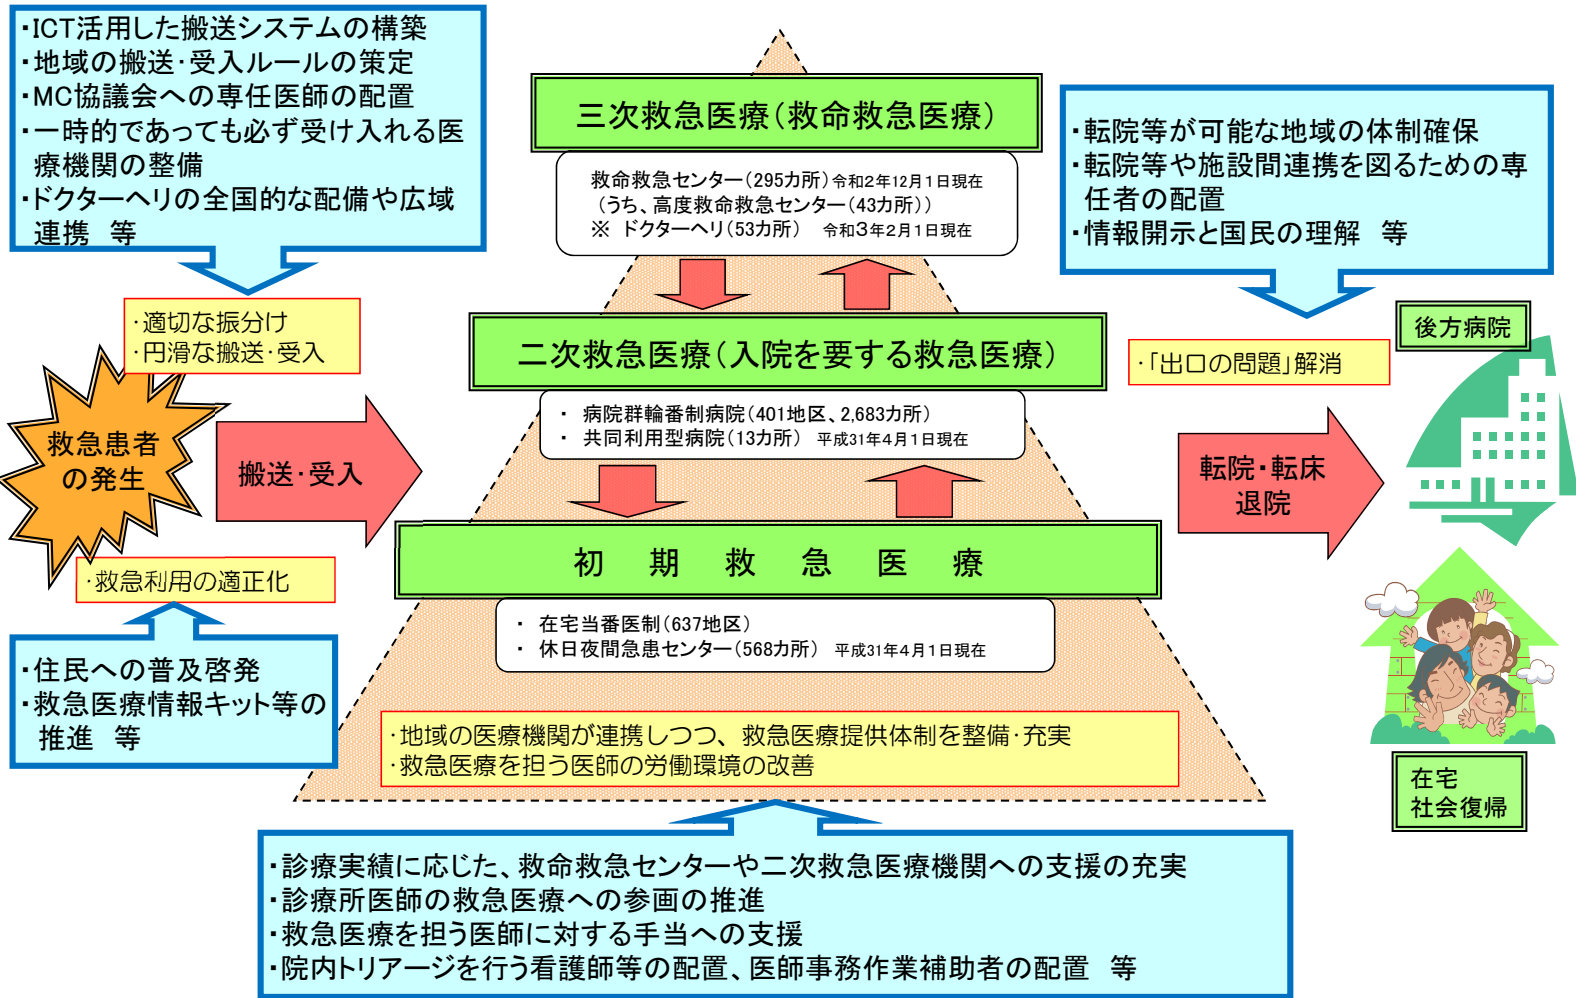 ・ICT活用した搬送システムの構築
・地域の搬送・受入ルールの策定
・MC協議会への専任医師の配置
・一時的であっても必ず受け入れる医
療機関の整備
・ドクターヘリの全国的な配備や広域
連携　等
・適切な振分け
・円滑な搬送・受入
救急患者
の発生
搬送・受入
・救急利用の適正化
・住民への普及啓発
・救急医療情報キット等の
推進　等
三次救急医療（救命救急医療）
救命救急センター（295カ所）令和2年12月１日現在
（うち、高度救命救急センター（43カ所））
※　ドクターヘリ（53カ所）　令和３年２月１日現在
二次救急医療（入院を要する救急医療）
・　病院群輪番制病院（401地区、2,683カ所）
・　共同利用型病院（13カ所）　平成31年４月１日現在
初　期　救　急　医　療
・　在宅当番医制（637地区）
・　休日夜間急患センター（568カ所）　平成31年４月１日現在
・地域の医療機関が連携しつつ、救急医療提供体制を整備・充実
・救急医療を担う医師の労働環境の改善
・診療実績に応じた、救命救急センターや二次救急医療機関への支援の充実
・診療所医師の救急医療への参画の推進
・救急医療を担う医師に対する手当への支援
・院内トリアージを行う看護師等の配置、医師事務作業補助者の配置　等
・転院等が可能な地域の体制確保
・転院等や施設間連携を図るための専
任者の配置
・情報開示と国民の理解　等
・「出口の問題」解消
後方病院
転院・転床
退院
在宅
社会復帰